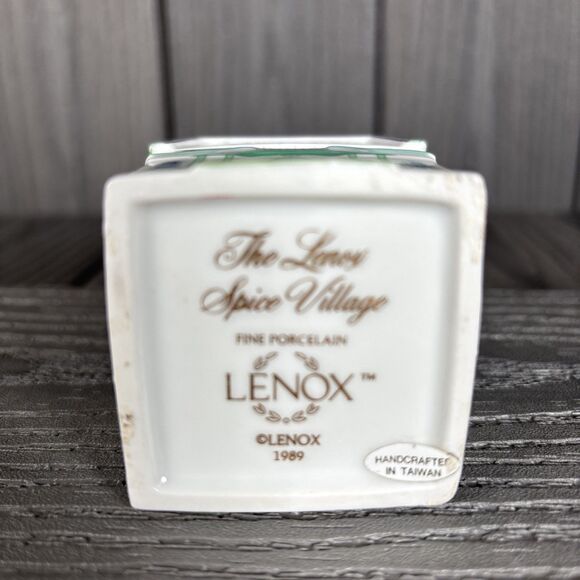 The Lenox
Spice Village
FINE PORCELAIN
LENOX™
©LENOX
1989
HANDCRAFTED
IN TAIWAN